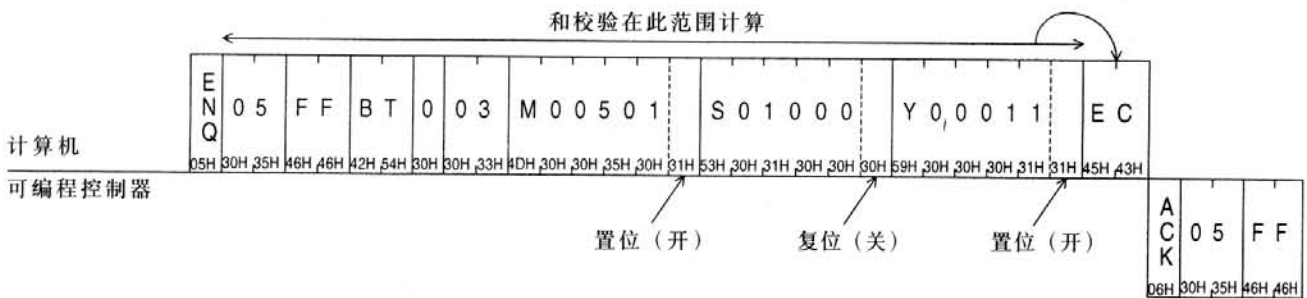 和校验在此范围计算
E N Q 0 5 F F B T 0 0 3 M 0 0 5 0 1 S 0 1 0 0 0 Y 0 0 0 1 1 E C
计算机
05H 30H 35H 46H 46H 42H 54H 30H 30H 33H 4DH 30H 30H 35H 30H 31H 53H 30H 31H 30H 30H 30H 59H 30H 30H 30H 31H 31H 45H 43H
可编程控制器
置位（开） 复位（关） 置位（开）
A C K 0 5 F F
06H 30H 35H 46H 46H